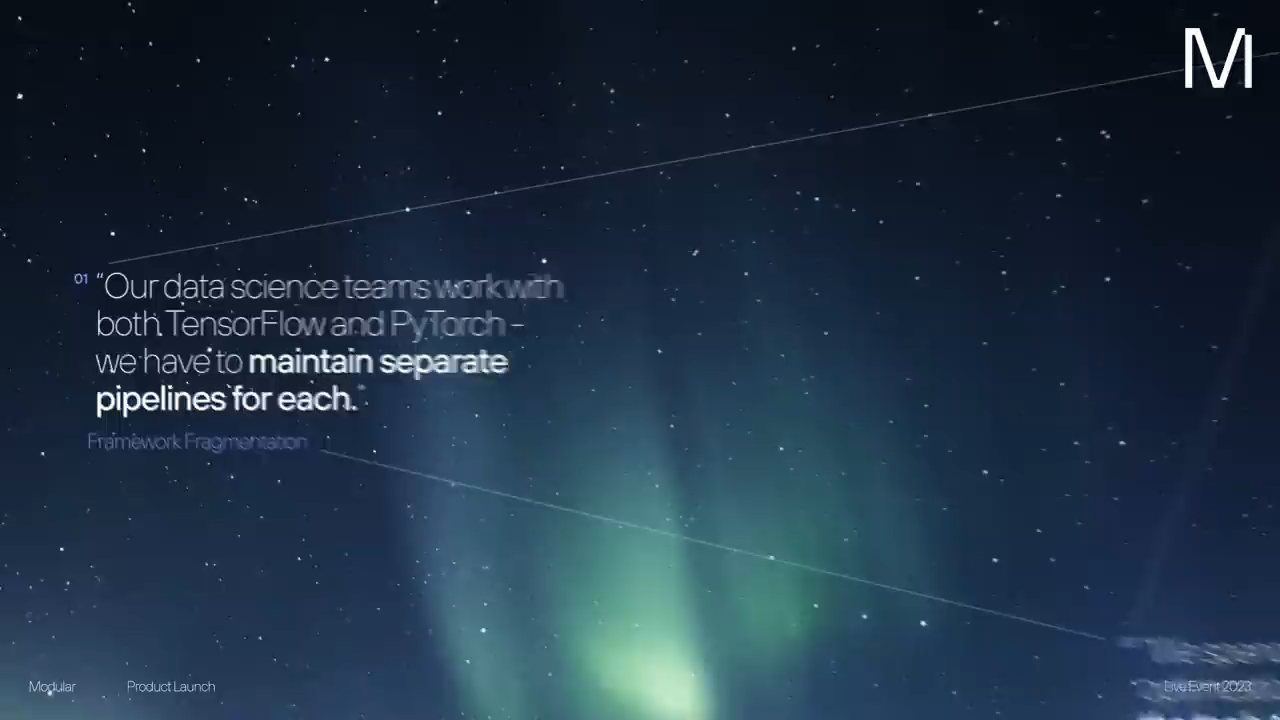 M
01 “Our data science teams work with
both TensorFlow and PyTorch –
we have to maintain separate
pipelines for each.”
Framework Fragmentation
Modular
Product Launch
Live Event 2023